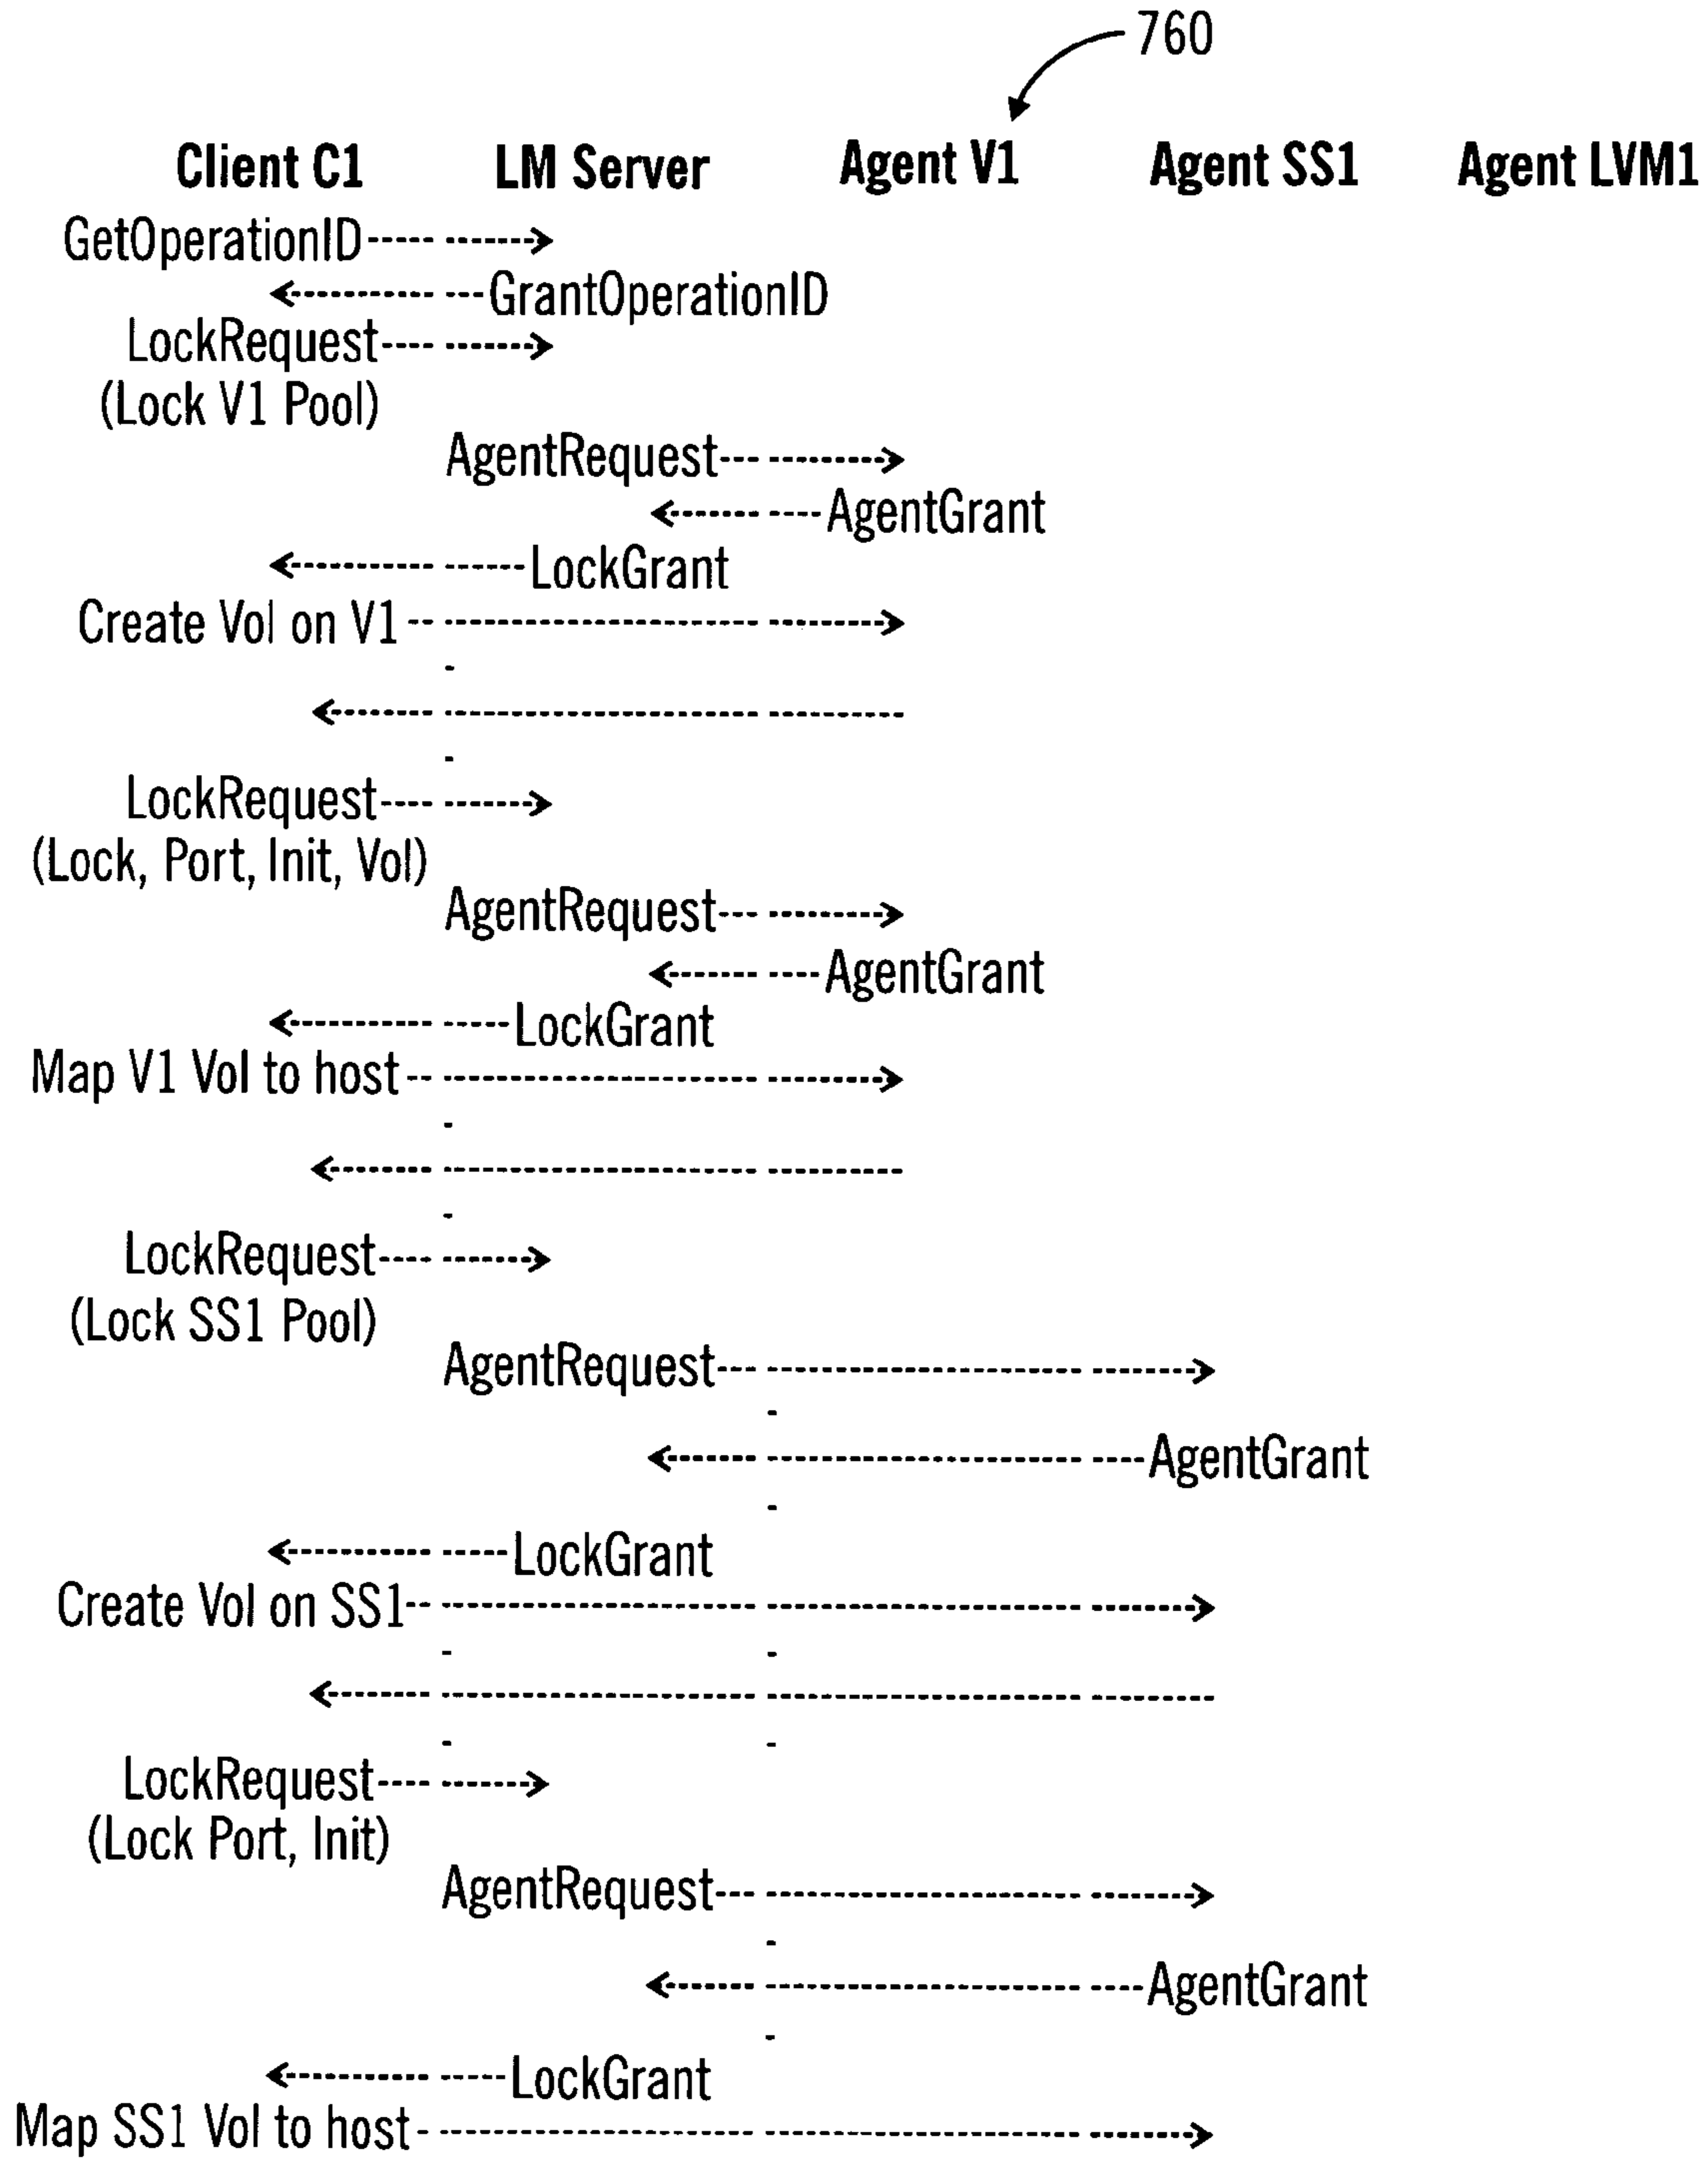 760
Client C1 LM Server Agent V1 Agent SS1 Agent LVM1
GetOperationID
GrantOperationID
LockRequest
(Lock V1 Pool)
AgentRequest
AgentGrant
LockGrant
Create Vol on V1
LockRequest
(Lock, Port, Init, Vol)
AgentRequest
AgentGrant
LockGrant
Map V1 Vol to host
LockRequest
(Lock SS1 Pool)
AgentRequest
AgentGrant
LockGrant
Create Vol on SS1
LockRequest
(Lock Port, Init)
AgentRequest
AgentGrant
LockGrant
Map SS1 Vol to host